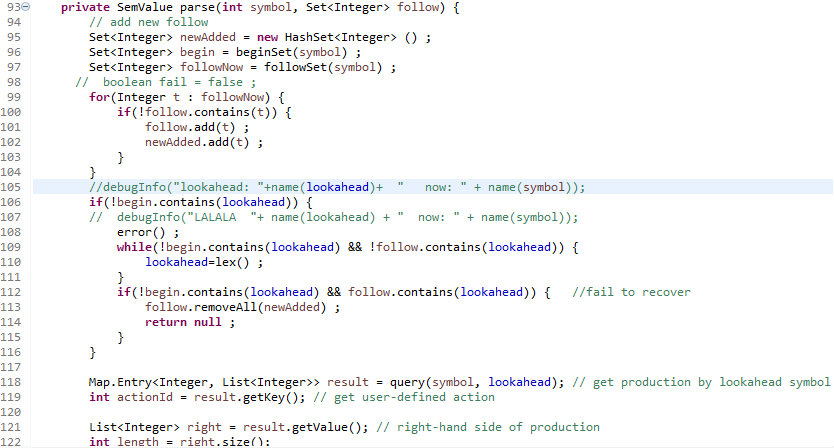 93 private SemValue parse(int symbol, Set<Integer> follow) {
94 // add new follow
95 Set<Integer> newAdded = new HashSet<Integer> () ;
96 Set<Integer> begin = beginSet(symbol) ;
97 Set<Integer> followNow = followSet(symbol) ;
98 // boolean fail = false ;
99 for(Integer t : followNow) {
100 if(!follow.contains(t)) {
101 follow.add(t) ;
102 newAdded.add(t) ;
103 }
104 }
105 //debugInfo("lookahead: "+name(lookahead)+ "   now: " + name(symbol));
106 if(!begin.contains(lookahead)) {
107 //  debugInfo("LALALA  "+ name(lookahead) + "  now: " + name(symbol));
108 error() ;
109 while(!begin.contains(lookahead) && !follow.contains(lookahead)) {
110 lookahead=lex() ;
111 }
112 if(!begin.contains(lookahead) && follow.contains(lookahead)) {   //fail to recover
113 follow.removeAll(newAdded) ;
114 return null ;
115 }
116 }
117
118 Map.Entry<Integer, List<Integer>> result = query(symbol, lookahead); // get production by lookahead symbol
119 int actionId = result.getKey(); // get user-defined action
120
121 List<Integer> right = result.getValue(); // right-hand side of production
122 int length = right.size();